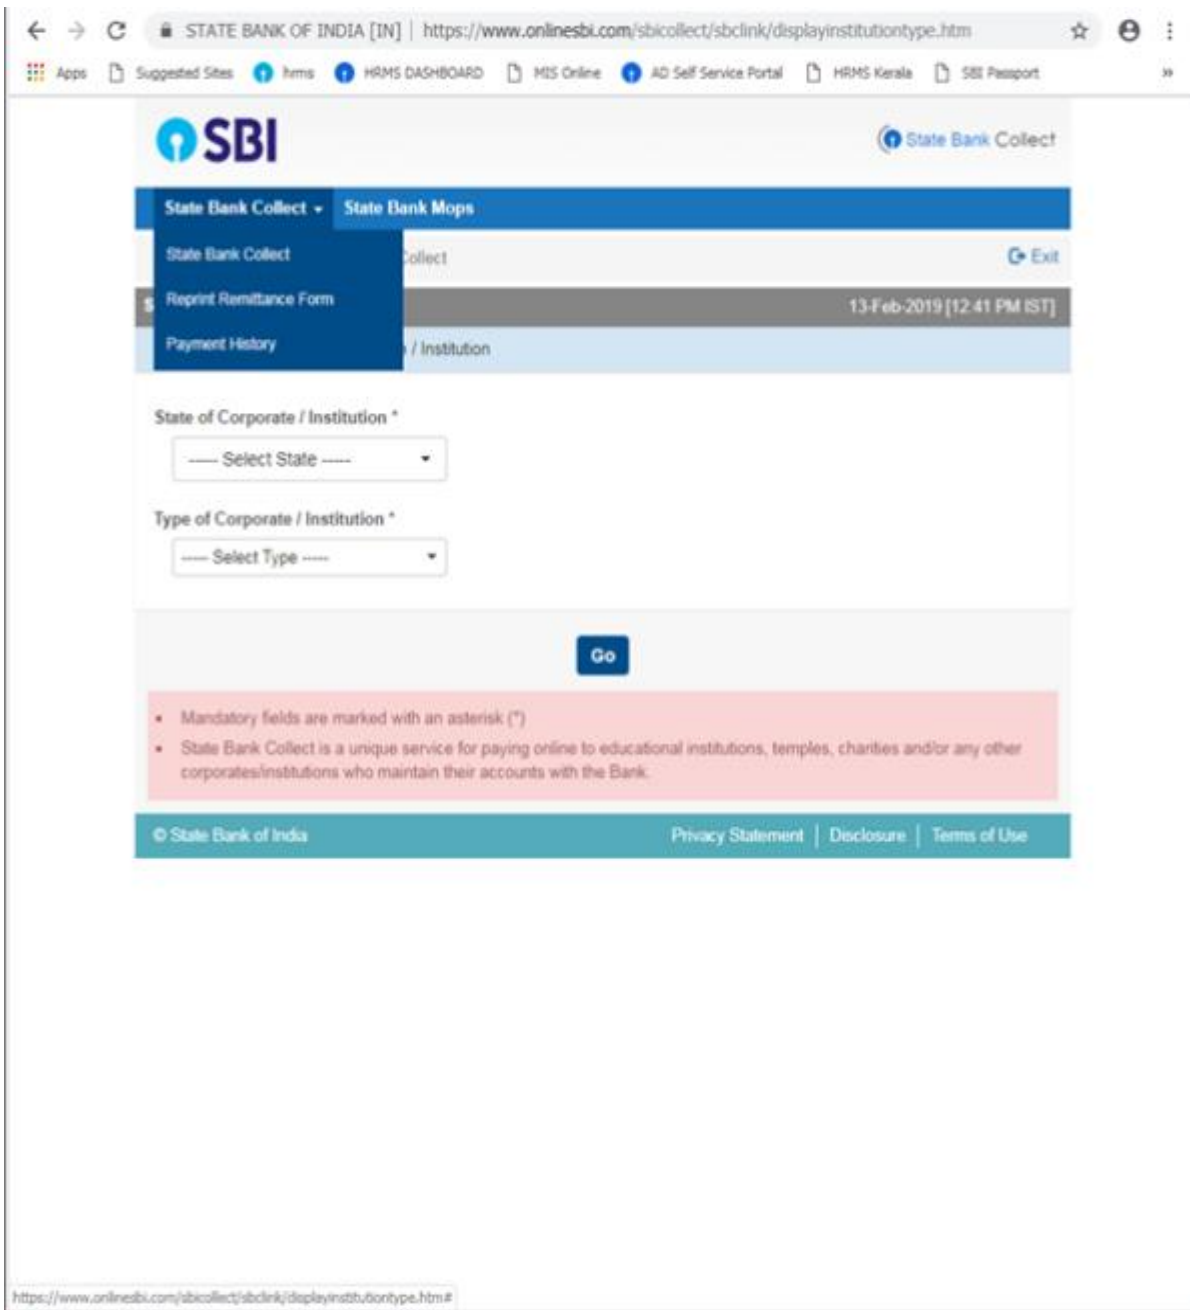 STATE BANK OF INDIA [IN] | https://www.onlinesbi.com/sbicollect/sbclink/displayinstitutiontype.htm
Apps Suggested Sites hrms HRMS DASHBOARD MIS Online AD Self Service Portal HRMS Kerala SBI Passport »
SBI State Bank Collect
State Bank Collect State Bank Mops
State Bank Collect Collect Exit
Reprint Remittance Form 13-Feb-2019 [12:41 PM IST]
Payment History / Institution
State of Corporate / Institution *
----- Select State -----
Type of Corporate / Institution *
----- Select Type -----
Go
• Mandatory fields are marked with an asterisk (*)
• State Bank Collect is a unique service for paying online to educational institutions, temples, charities and/or any other
corporates/institutions who maintain their accounts with the Bank.
© State Bank of India Privacy Statement | Disclosure | Terms of Use
https://www.onlinesbi.com/sbicollect/sbclink/displayinstitutiontype.htm#